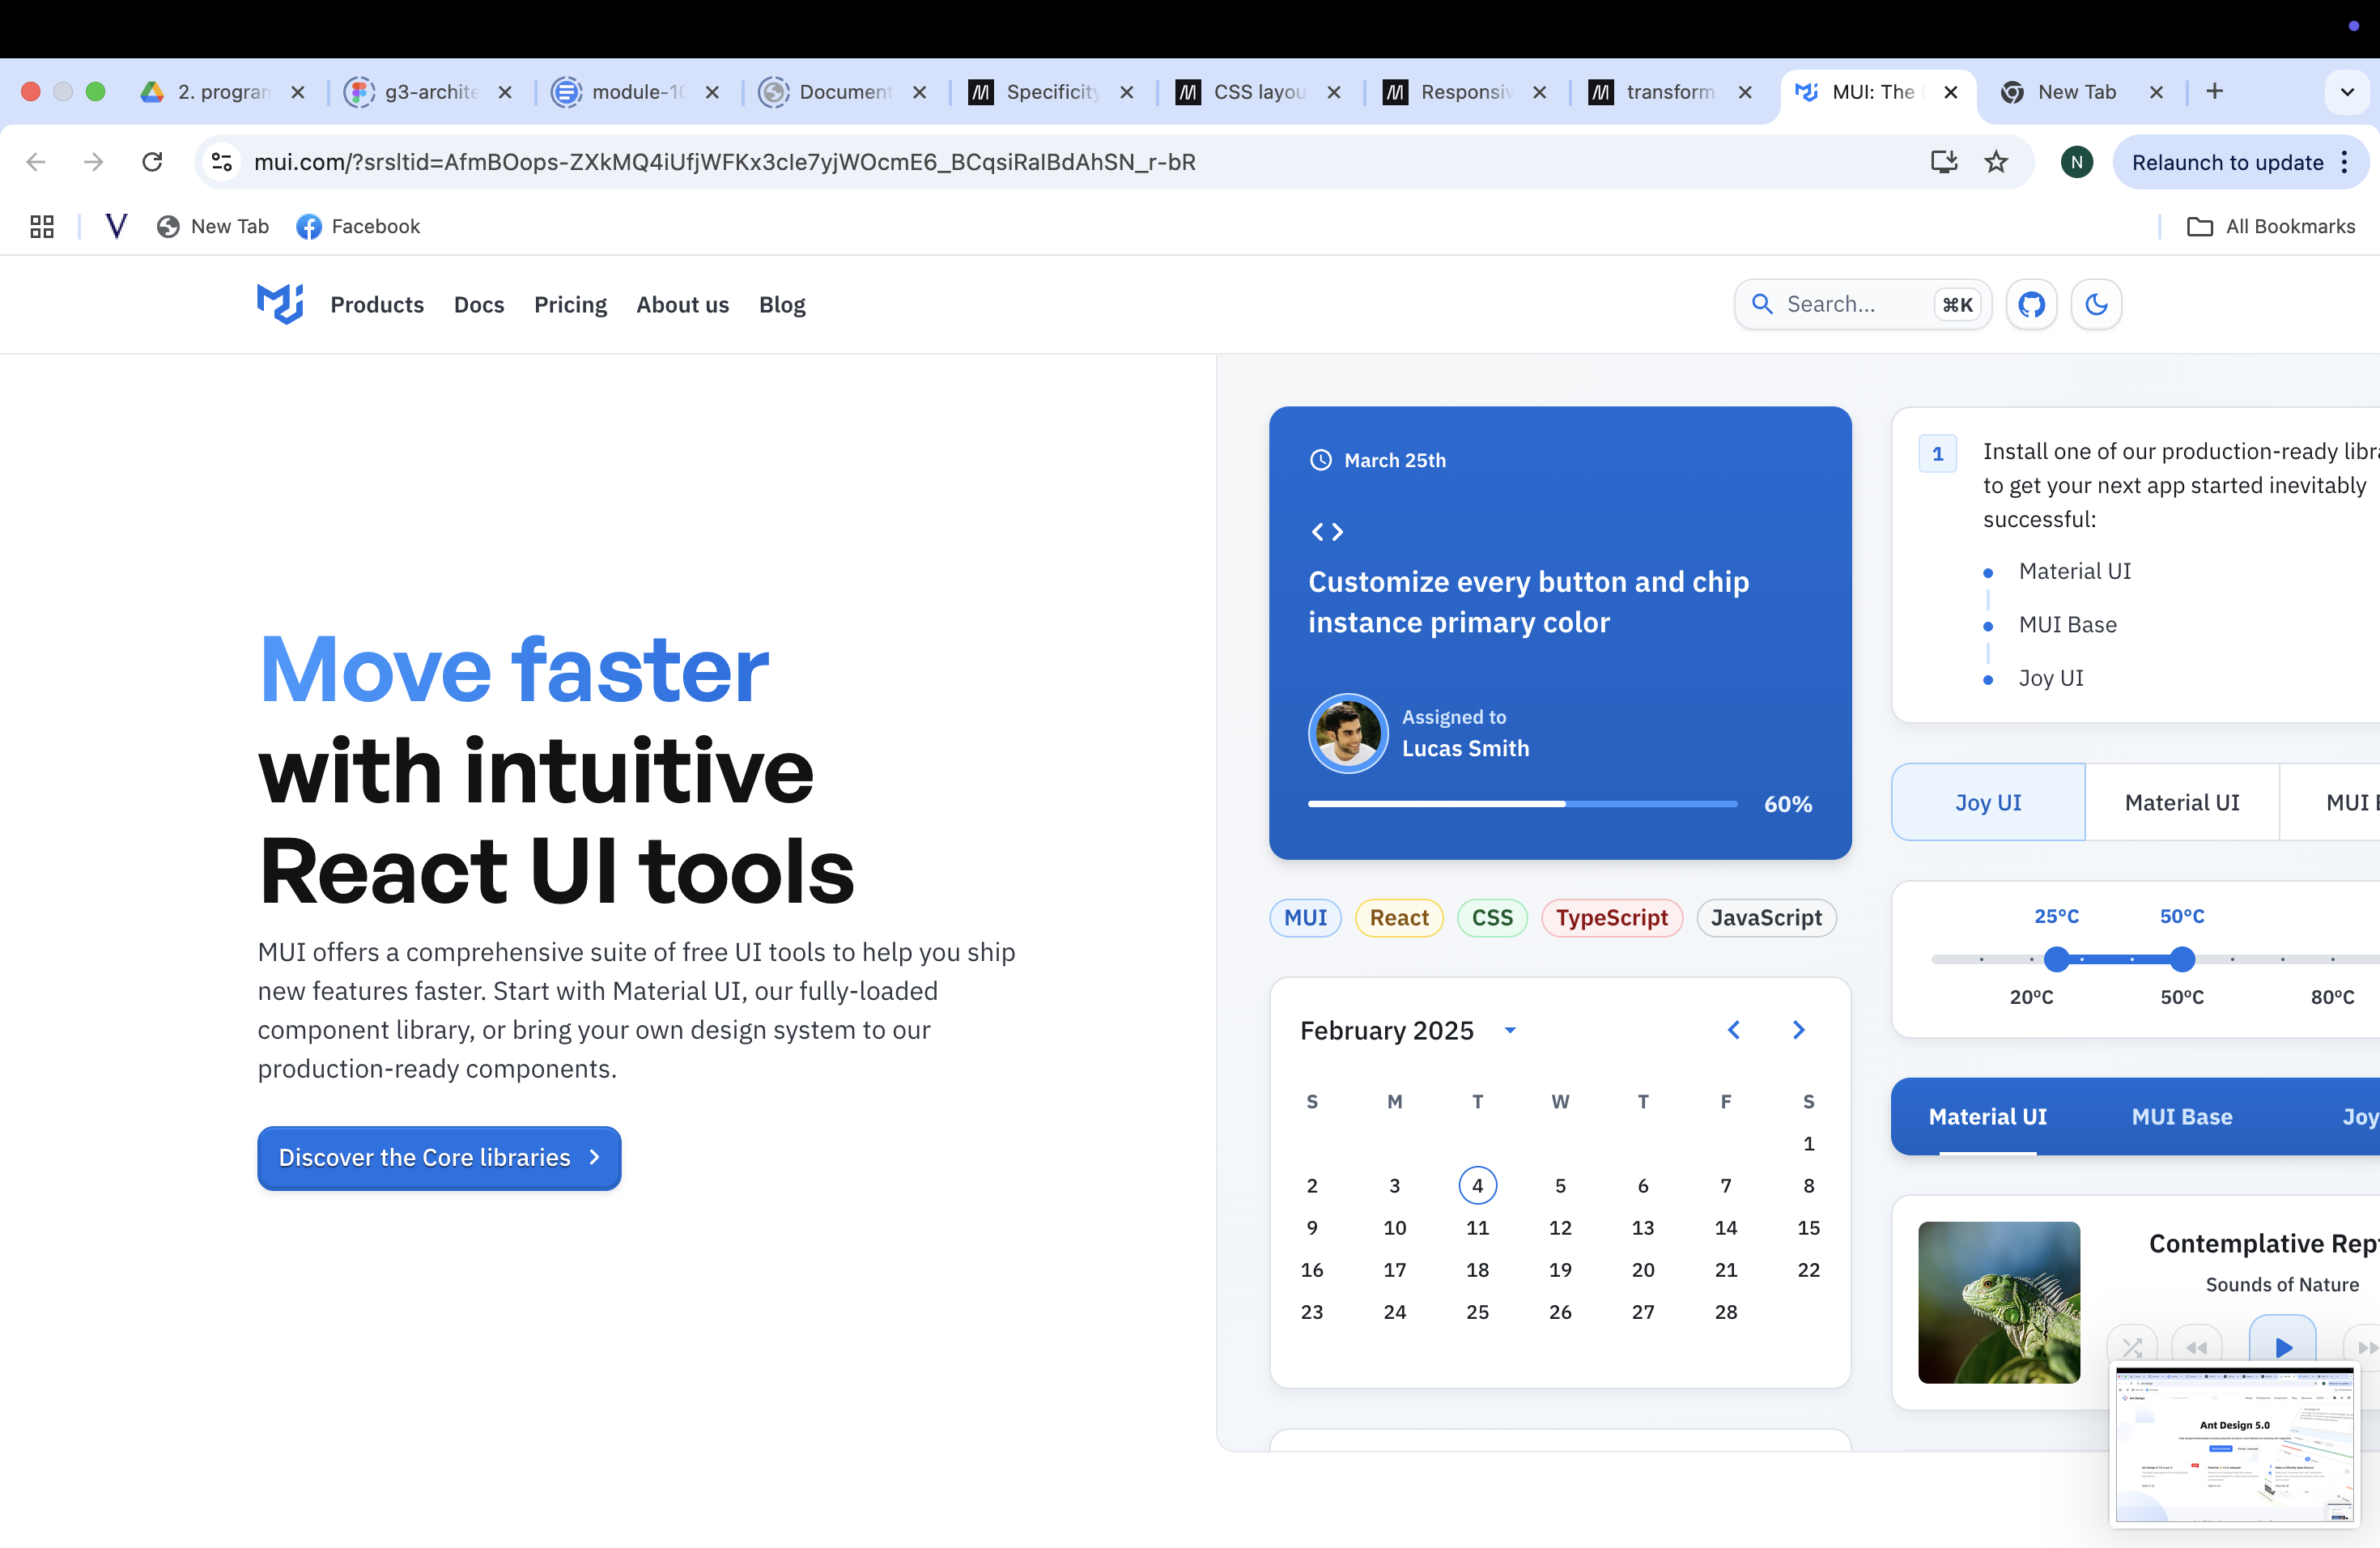 2. program
g3-archite
module-10
Document
Specificity
CSS layou
Responsiv
transform
MUI: The
New Tab
mui.com/?srsltid=AfmBOops-ZXkMQ4iUfjWFKx3cIe7yjWOcmE6_BCqsiRaIBdAhSN_r-bR
N
Relaunch to update
New Tab
Facebook
All Bookmarks
Products
Docs
Pricing
About us
Blog
Search...
⌘K
Move faster
with intuitive
React UI tools
MUI offers a comprehensive suite of free UI tools to help you ship
new features faster. Start with Material UI, our fully-loaded
component library, or bring your own design system to our
production-ready components.
Discover the Core libraries
March 25th
Customize every button and chip
instance primary color
Assigned to
Lucas Smith
60%
MUI
React
CSS
TypeScript
JavaScript
February 2025
S M T W T F S
1
2 3 4 5 6 7 8
9 10 11 12 13 14 15
16 17 18 19 20 21 22
23 24 25 26 27 28
1
Install one of our production-ready libra
to get your next app started inevitably
successful:
Material UI
MUI Base
Joy UI
Joy UI
Material UI
MUI
25°C 50°C
20°C 50°C 80°C
Material UI
MUI Base
Joy
Contemplative Rep
Sounds of Nature
Ant Design 5.0